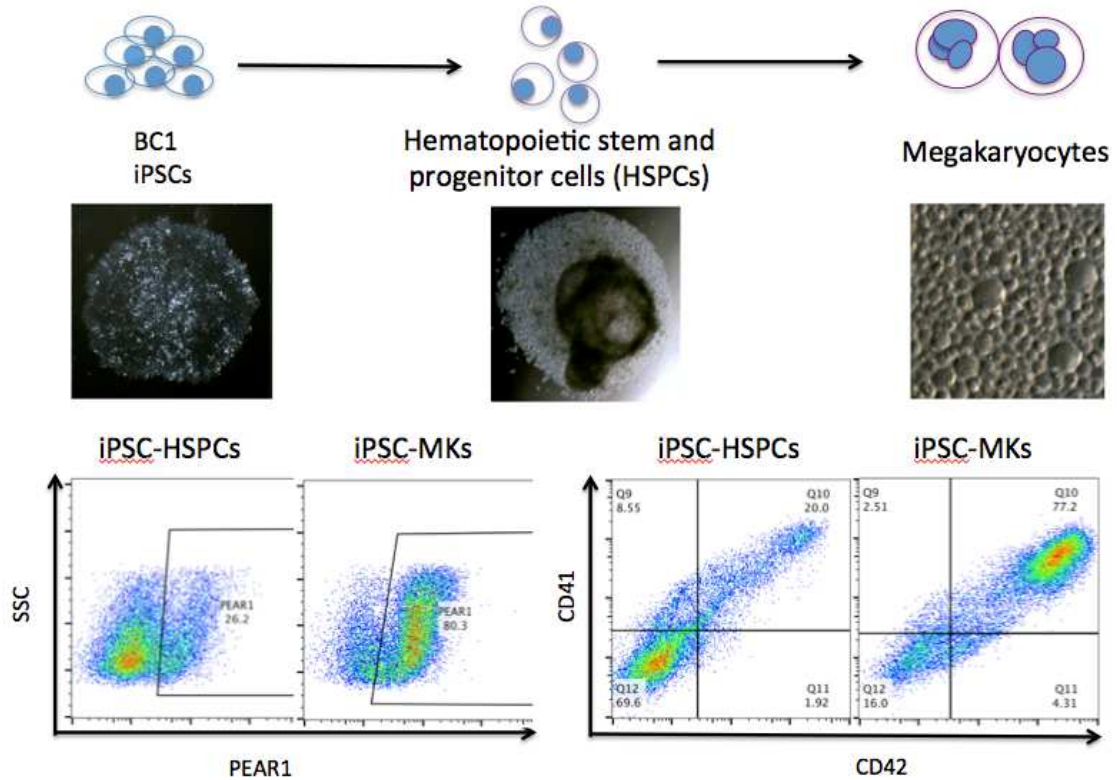 BC1
iPSCs
Hematopoietic stem and
progenitor cells (HSPCs)
Megakaryocytes
iPSC-HSPCs
iPSC-MKs
iPSC-HSPCs
iPSC-MKs
SSC
PEAR1
26.2
PEAR1
80.3
PEAR1
CD41
Q9
8.55
Q10
20.0
Q12
69.6
Q11
1.92
Q9
2.51
Q10
77.2
Q12
16.0
Q11
4.31
CD42